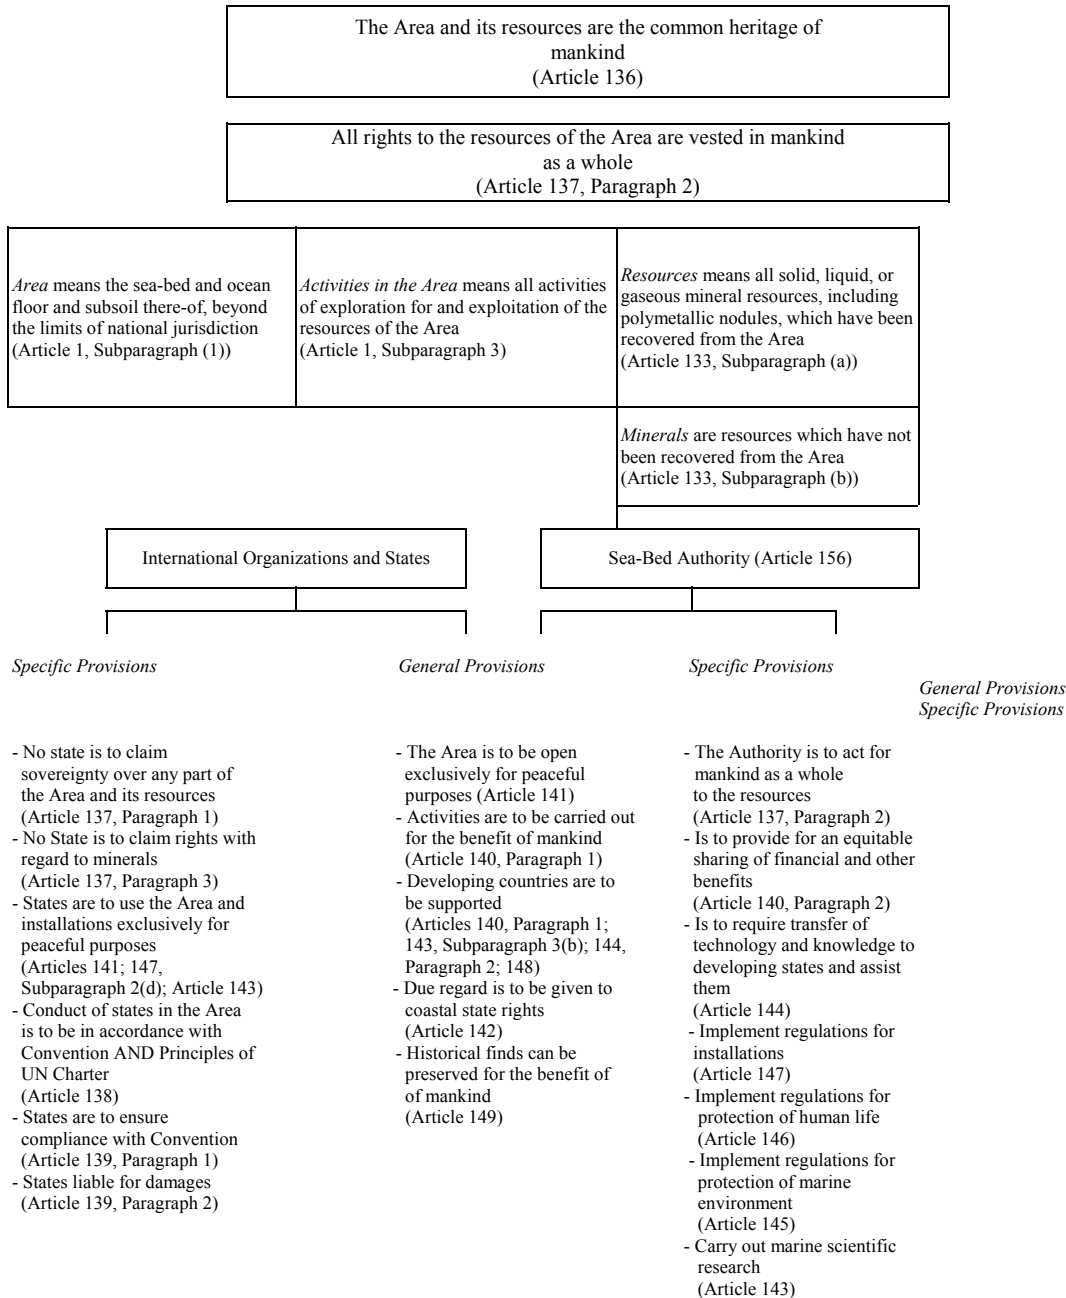 The Area and its resources are the common heritage of
mankind
(Article 136)
All rights to the resources of the Area are vested in mankind
as a whole
(Article 137, Paragraph 2)
Area means the sea-bed and ocean
floor and subsoil there-of, beyond
the limits of national jurisdiction
(Article 1, Subparagraph (1))
Activities in the Area means all activities
of exploration for and exploitation of the
resources of the Area
(Article 1, Subparagraph 3)
Resources means all solid, liquid, or
gaseous mineral resources, including
polymetallic nodules, which have been
recovered from the Area
(Article 133, Subparagraph (a))
Minerals are resources which have not
been recovered from the Area
(Article 133, Subparagraph (b))
International Organizations and States
Sea-Bed Authority (Article 156)
Specific Provisions
General Provisions
Specific Provisions
General Provisions
Specific Provisions
- No state is to claim
sovereignty over any part of
the Area and its resources
(Article 137, Paragraph 1)
- No State is to claim rights with
regard to minerals
(Article 137, Paragraph 3)
- States are to use the Area and
installations exclusively for
peaceful purposes
(Articles 141; 147,
Subparagraph 2(d); Article 143)
- Conduct of states in the Area
is to be in accordance with
Convention AND Principles of
UN Charter
(Article 138)
- States are to ensure
compliance with Convention
(Article 139, Paragraph 1)
- States liable for damages
(Article 139, Paragraph 2)
- The Area is to be open
exclusively for peaceful
purposes (Article 141)
- Activities are to be carried out
for the benefit of mankind
(Article 140, Paragraph 1)
- Developing countries are to
be supported
(Articles 140, Paragraph 1;
143, Subparagraph 3(b); 144,
Paragraph 2; 148)
- Due regard is to be given to
coastal state rights
(Article 142)
- Historical finds can be
preserved for the benefit of
of mankind
(Article 149)
- The Authority is to act for
mankind as a whole
to the resources
(Article 137, Paragraph 2)
- Is to provide for an equitable
sharing of financial and other
benefits
(Article 140, Paragraph 2)
- Is to require transfer of
technology and knowledge to
developing states and assist
them
(Article 144)
- Implement regulations for
installations
(Article 147)
- Implement regulations for
protection of human life
(Article 146)
- Implement regulations for
protection of marine
environment
(Article 145)
- Carry out marine scientific
research
(Article 143)